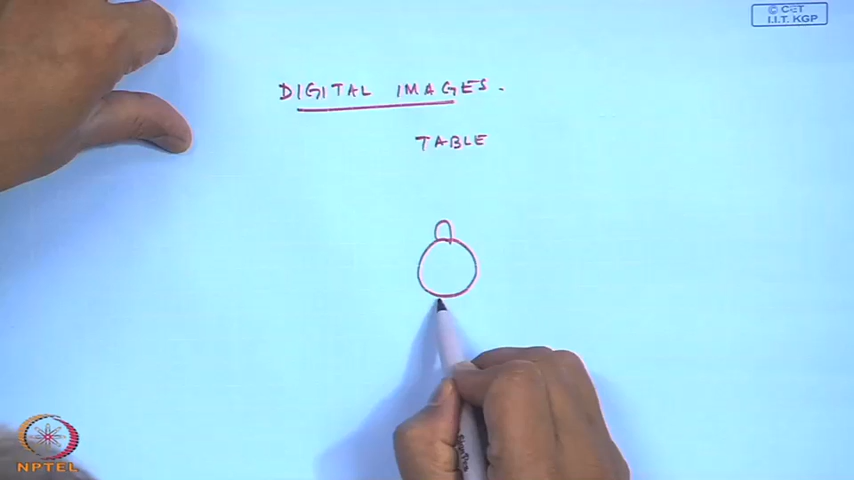 © CET
I.I.T. KGP
DIGITAL IMAGES.
TABLE
NPTEL